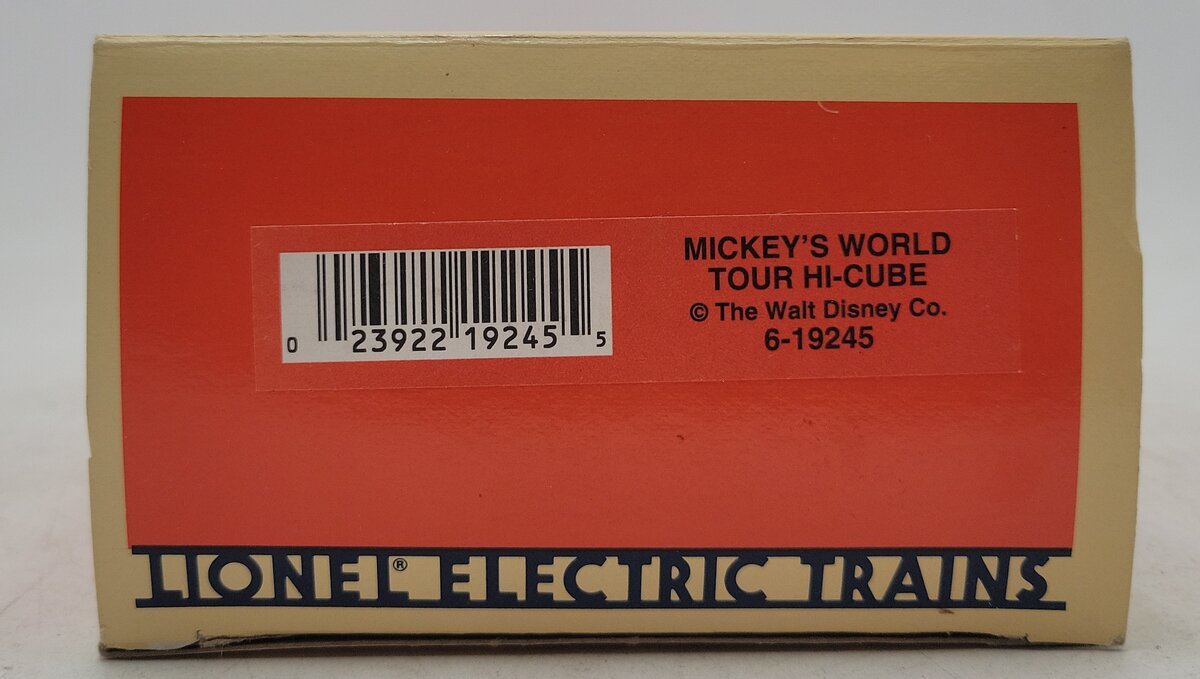 MICKEY'S WORLD
TOUR HI-CUBE
© The Walt Disney Co.
6-19245
0 23922 19245 5
LIONEL® ELECTRIC TRAINS